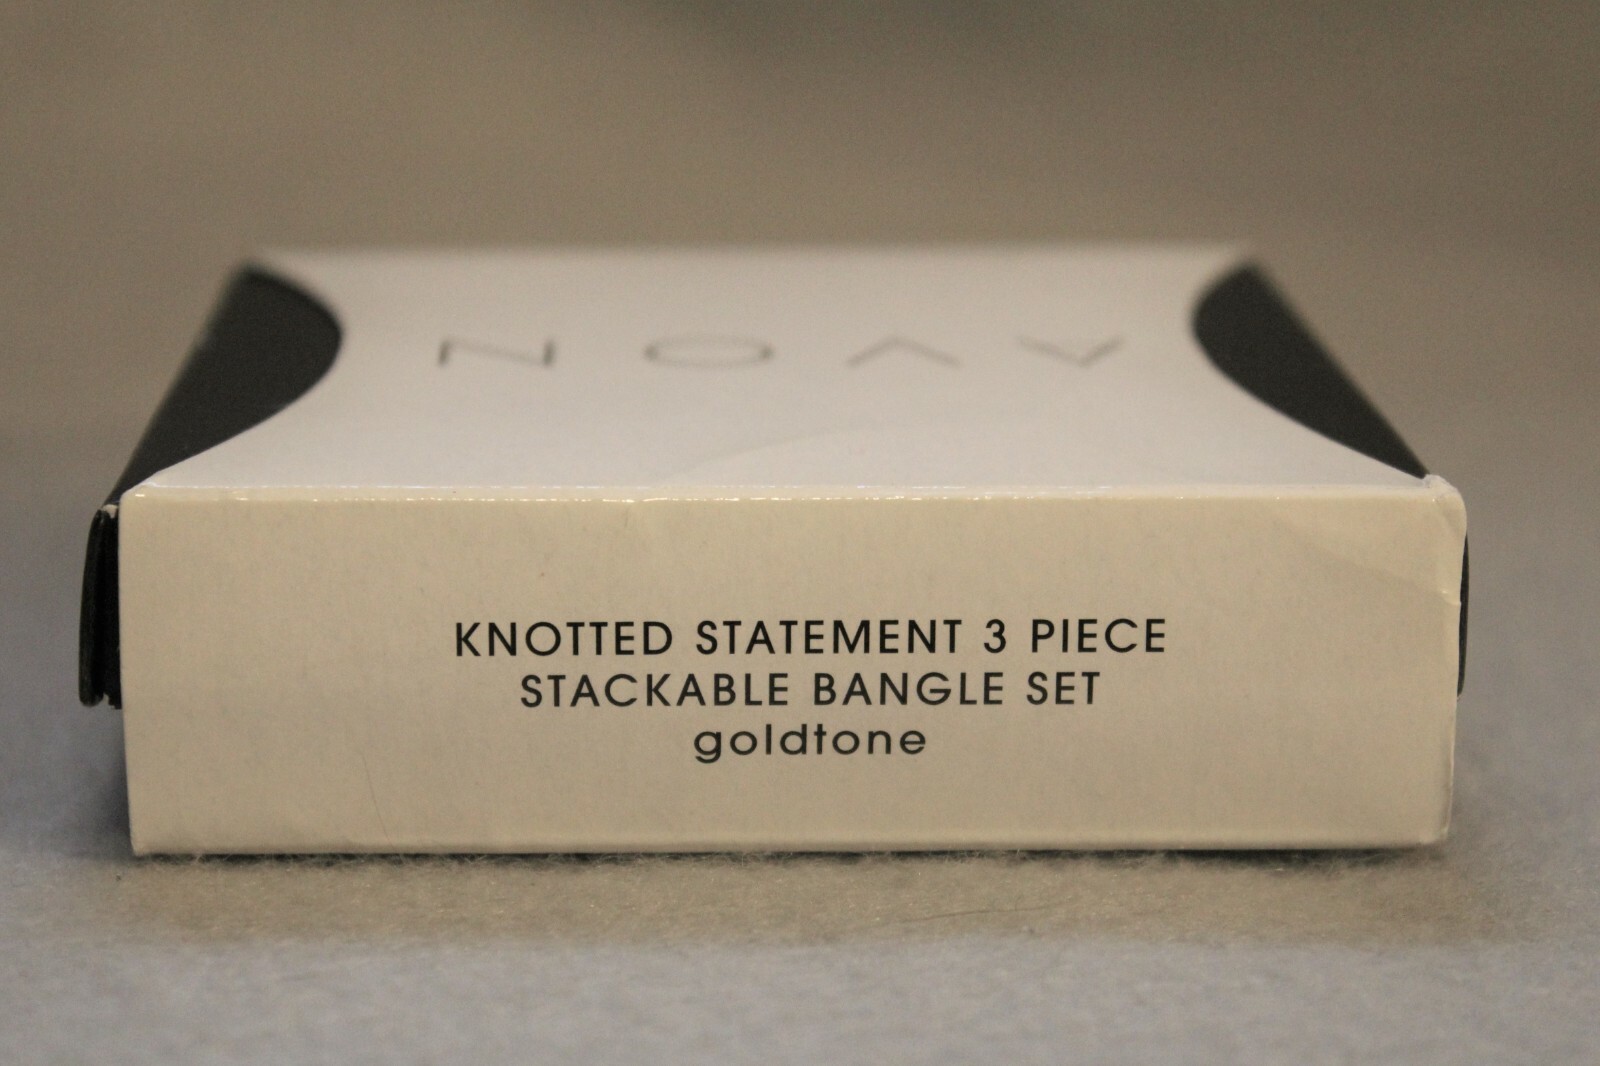 AVON
KNOTTED STATEMENT 3 PIECE
STACKABLE BANGLE SET
goldtone